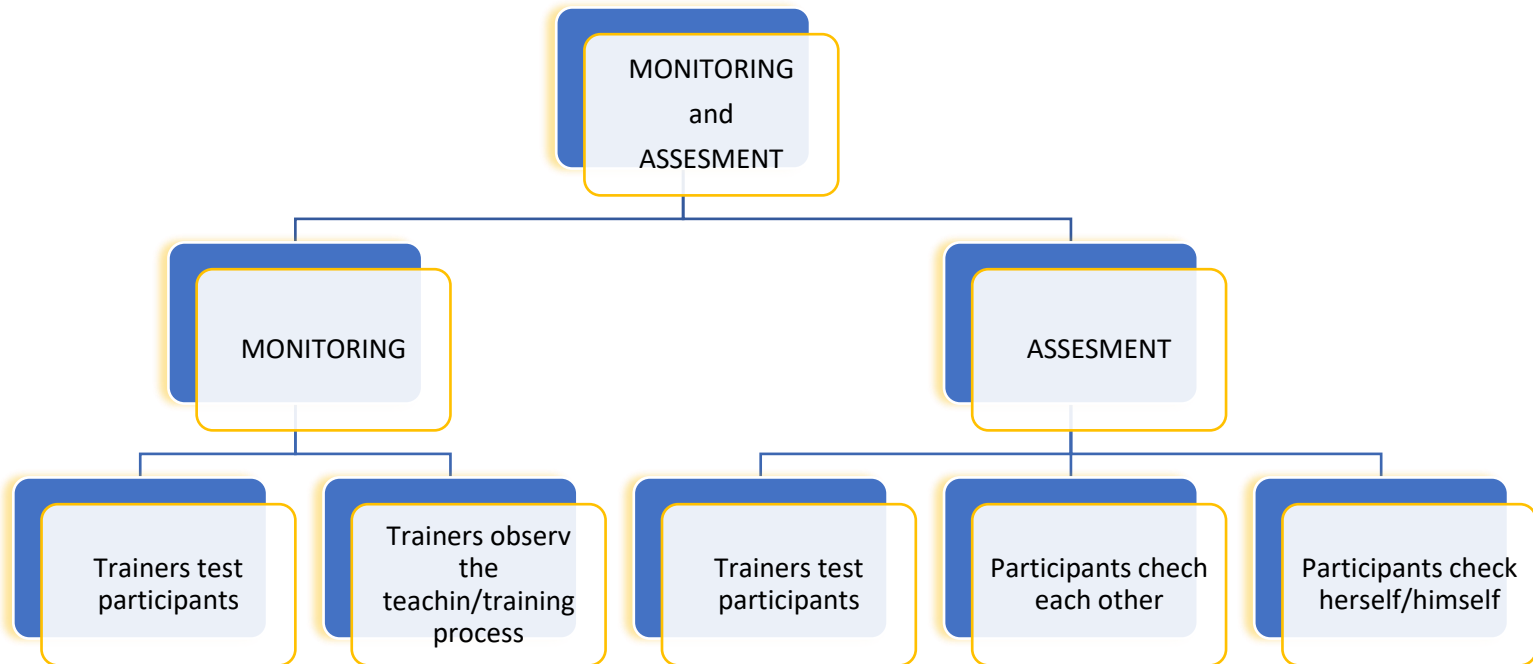 MONITORING
and
ASSESMENT
MONITORING
ASSESMENT
Trainers test
participants
Trainers observ
the
teachin/training
process
Trainers test
participants
Participants chech
each other
Participants check
herself/himself